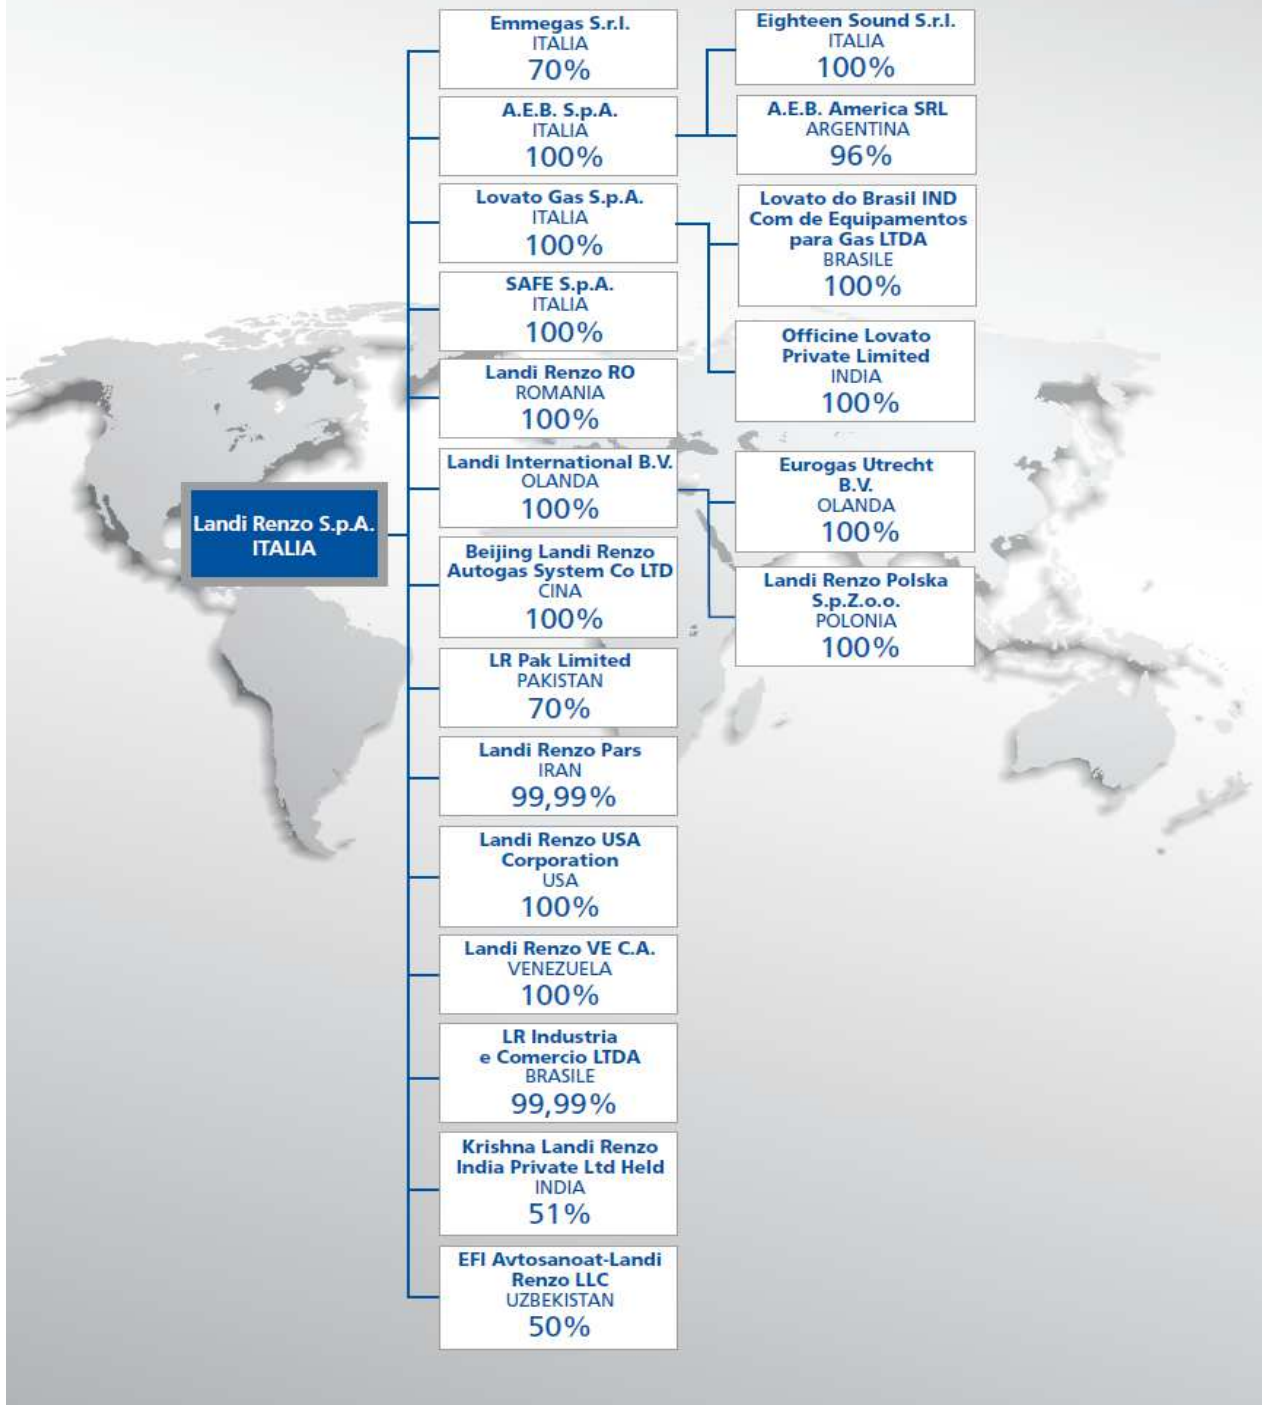 Landi Renzo S.p.A.
ITALIA
Emmegas S.r.l.
ITALIA
70%
A.E.B. S.p.A.
ITALIA
100%
Lovato Gas S.p.A.
ITALIA
100%
SAFE S.p.A.
ITALIA
100%
Landi Renzo RO
ROMANIA
100%
Landi International B.V.
OLANDA
100%
Beijing Landi Renzo
Autogas System Co LTD
CINA
100%
LR Pak Limited
PAKISTAN
70%
Landi Renzo Pars
IRAN
99,99%
Landi Renzo USA
Corporation
USA
100%
Landi Renzo VE C.A.
VENEZUELA
100%
LR Industria
e Comercio LTDA
BRASILE
99,99%
Krishna Landi Renzo
India Private Ltd Held
INDIA
51%
EFI Avtosanoat-Landi
Renzo LLC
UZBEKISTAN
50%
Eighteen Sound S.r.l.
ITALIA
100%
A.E.B. America SRL
ARGENTINA
96%
Lovato do Brasil IND
Com de Equipamentos
para Gas LTDA
BRASILE
100%
Officine Lovato
Private Limited
INDIA
100%
Eurogas Utrecht
B.V.
OLANDA
100%
Landi Renzo Polska
S.p.Z.o.o.
POLONIA
100%